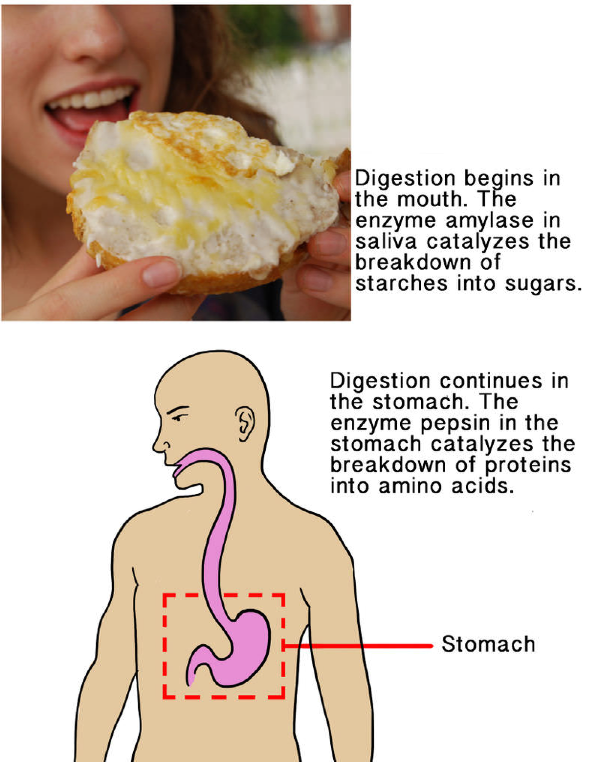 Digestion begins in
the mouth. The
enzyme amylase in
saliva catalyzes the
breakdown of
starches into sugars.
Digestion continues in
the stomach. The
enzyme pepsin in the
stomach catalyzes the
breakdown of proteins
into amino acids.
Stomach